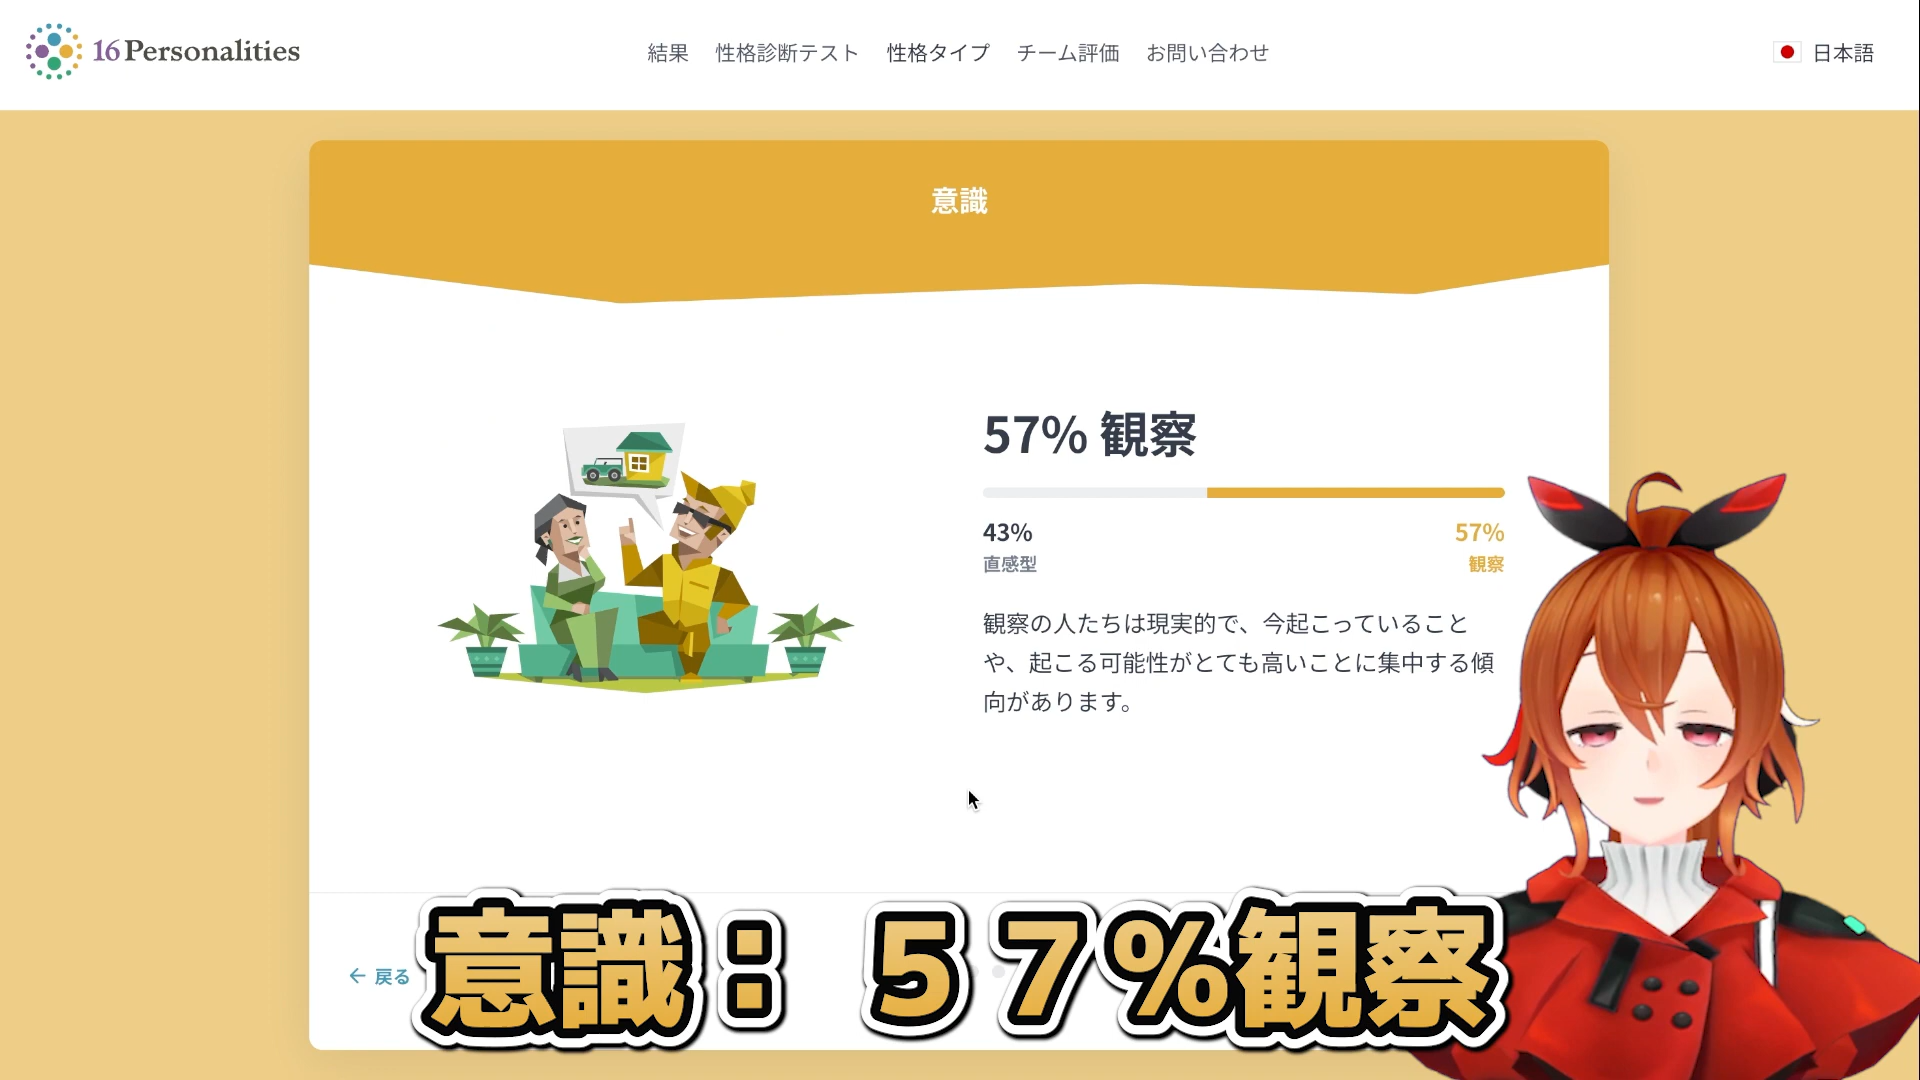 16Personalities
結果
性格診断テスト
性格タイプ
チーム評価
お問い合わせ
日本語
意識
57% 観察
43%
57%
直感型
観察
観察の人たちは現実的で、今起こっていること
や、起こる可能性がとても高いことに集中する傾
向があります。
← 戻る
意識：５７％観察